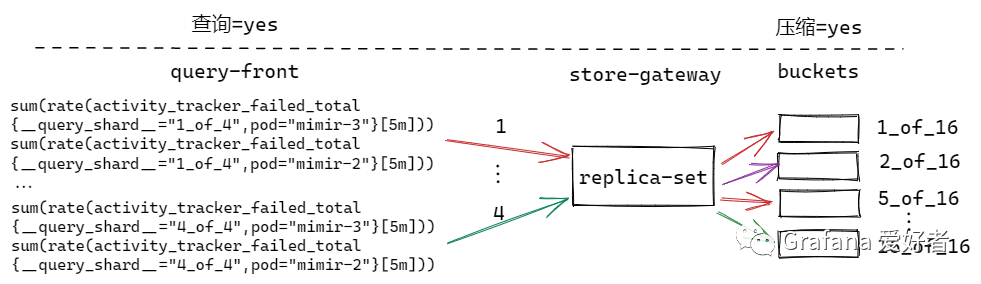 查询=yes
压缩=yes
query-front
store-gateway
buckets
sum(rate(activity_tracker_failed_total
{__query_shard__="1_of_4",pod="mimir-3"}[5m]))
sum(rate(activity_tracker_failed_total
{__query_shard__="1_of_4",pod="mimir-2"}[5m]))
...
sum(rate(activity_tracker_failed_total
{__query_shard__="4_of_4",pod="mimir-3"}[5m]))
sum(rate(activity_tracker_failed_total
{__query_shard__="4_of_4",pod="mimir-2"}[5m]))
1
⋮
4
replica-set
1_of_16
2_of_16
5_of_16
⋮
Grafana 爱好者